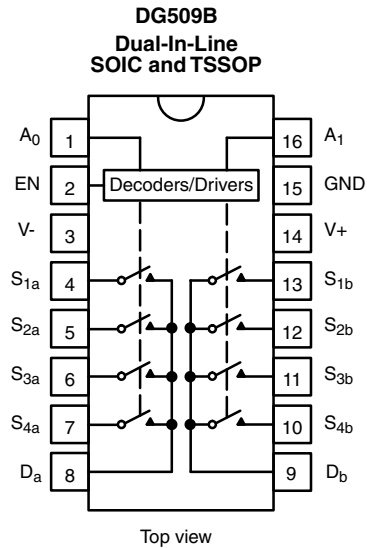 DG509B
Dual-In-Line
SOIC and TSSOP
A0 1 16 A1
EN 2 Decoders/Drivers 15 GND
V- 3 14 V+
S1a 4 13 S1b
S2a 5 12 S2b
S3a 6 11 S3b
S4a 7 10 S4b
Da 8 9 Db
Top view